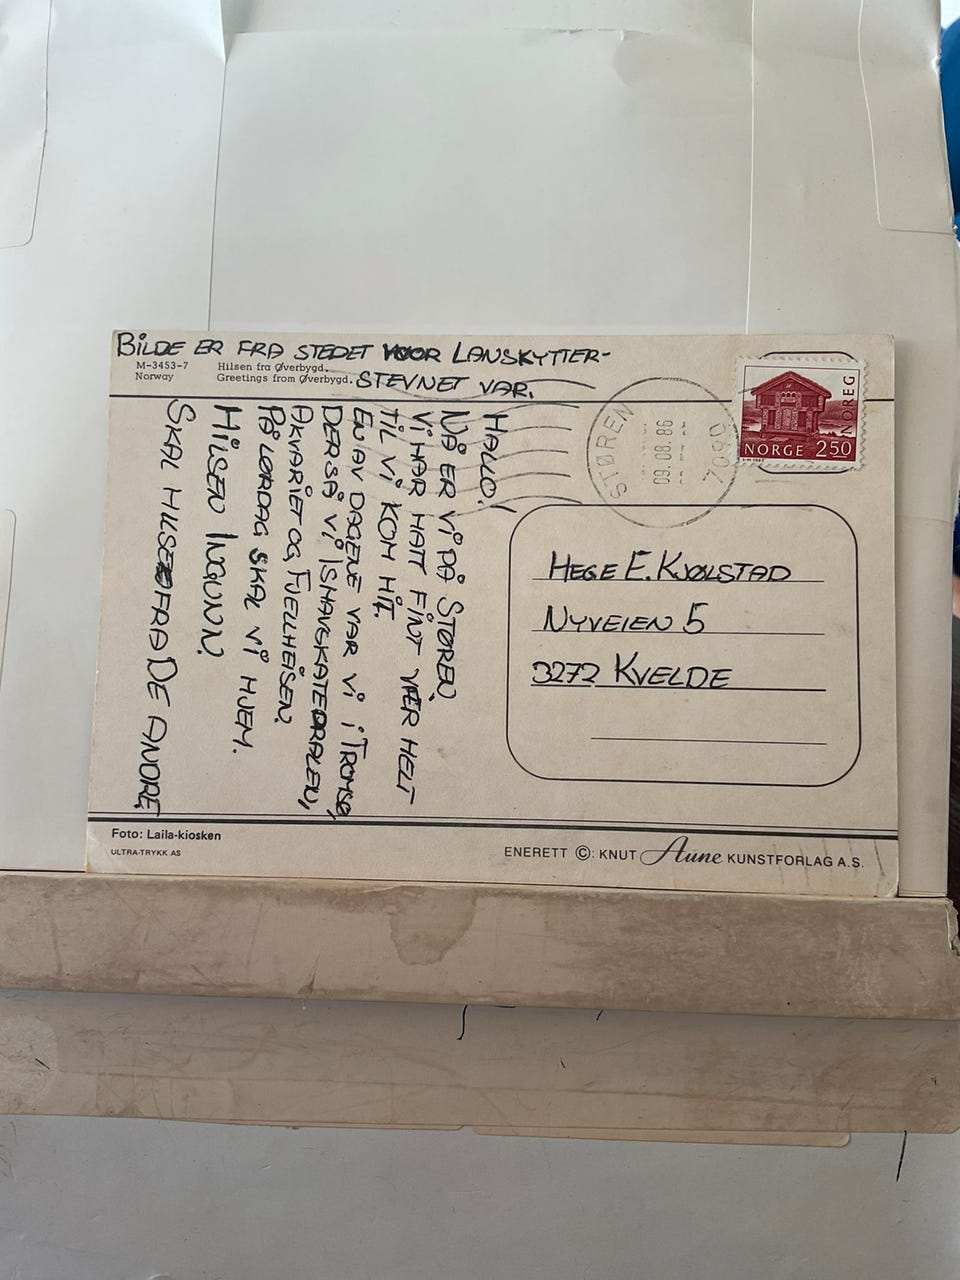 BILDE ER FRA STEDET HVOR LANSKYTTER-
STEVNET VAR.
M-3453-7
Norway
Hilsen fra Øverbygd.
Greetings from Øverbygd.
HALLO!
NÅ ER VI PÅ STØREN,
VI HAR HATT FINT VÆR HELT
TIL VI KOM HIT.
EN AV DAGENE VAR VI I TROMSØ,
DER SÅ VI ISHAVSKATEDRALEN,
AKVARIET OG FJELLHEISEN.
PÅ LØRDAG SKAL VI HJEM.
HILSEN INGUNN.
SKAL HILSE FRA DE ANDRE
STØREN
09.08.86
7090
NOREG
NORGE 250
HEGE E. KJØLSTAD
NYVEIEN 5
3272 KVELDE
Foto: Laila-kiosken
ULTRA-TRYKK AS
ENERETT ©: KNUT Aune KUNSTFORLAG A.S.